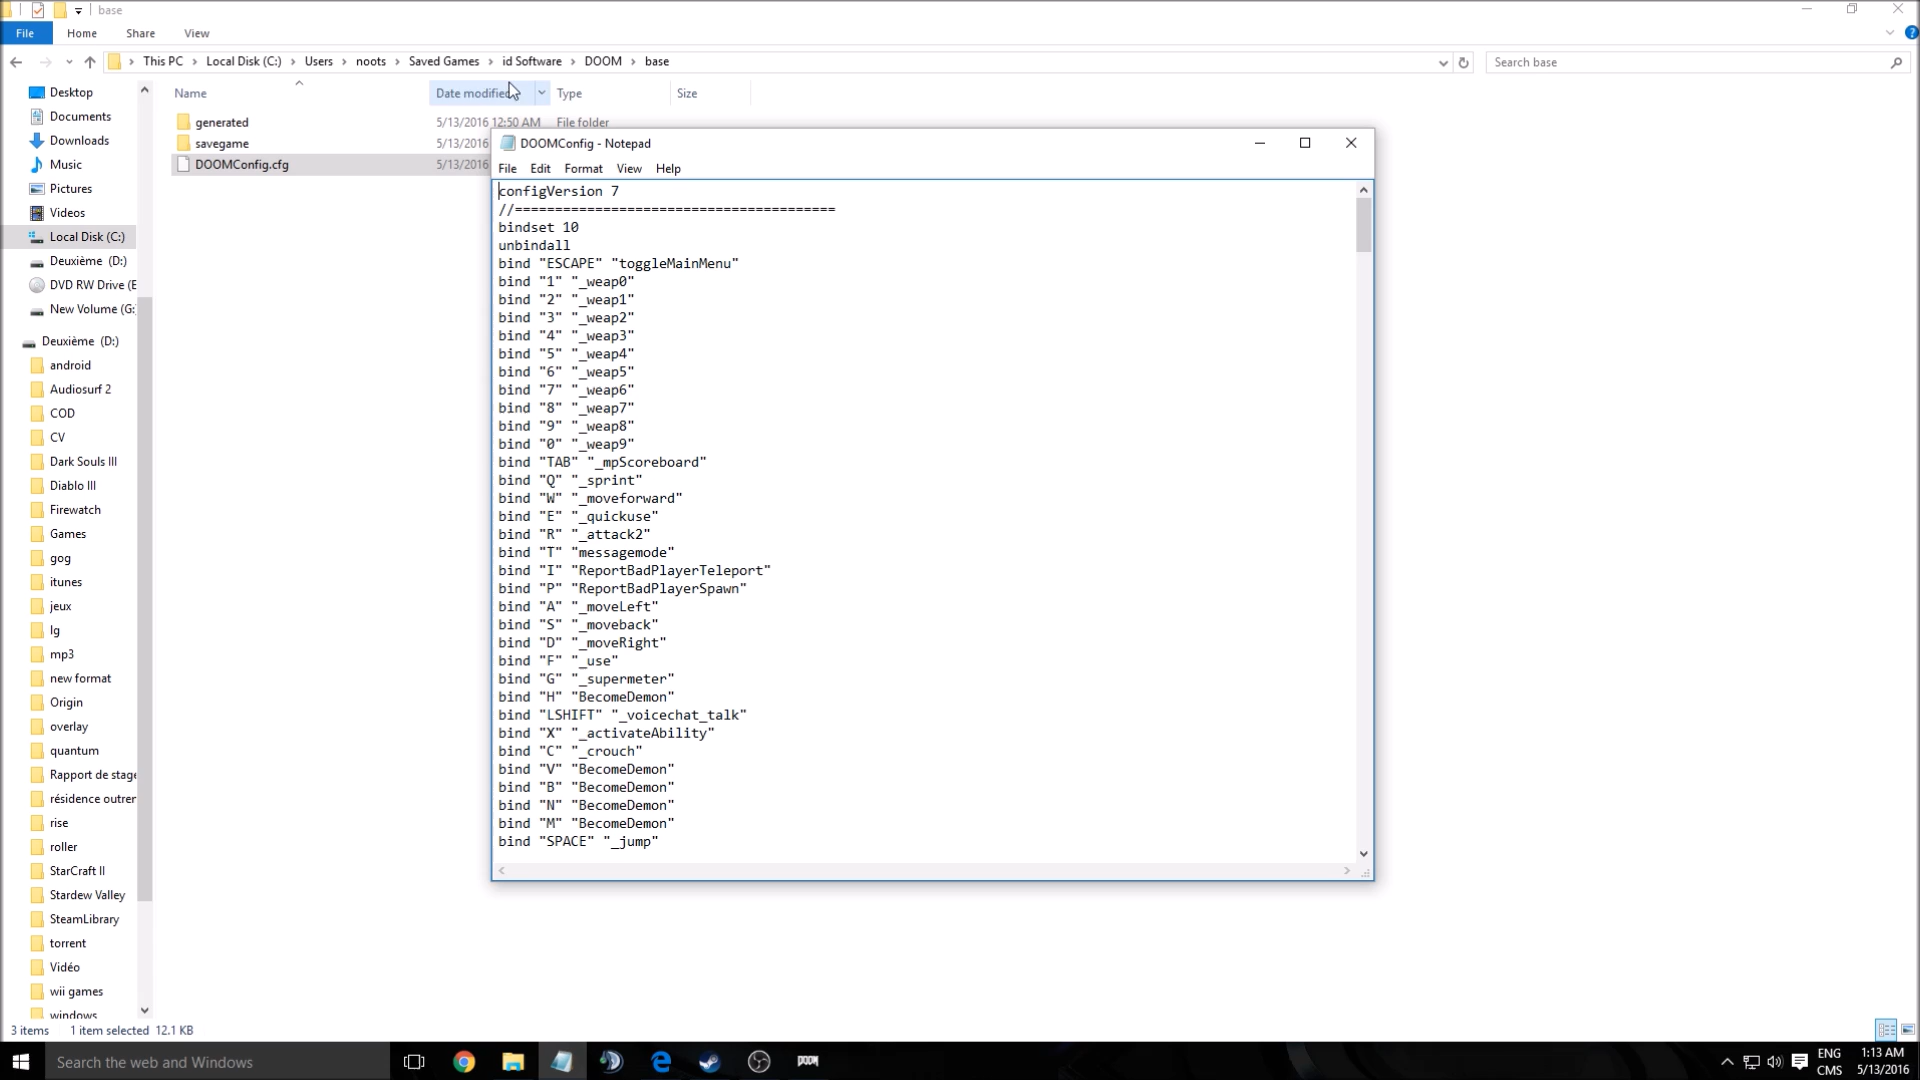 base
File Home Share View
This PC Local Disk (C:) Users noots Saved Games id Software DOOM base
Search base
Name Date modified Type Size
generated 5/13/2016 12:50 AM File folder
savegame 5/13/2016
DOOMConfig.cfg 5/13/2016
Desktop
Documents
Downloads
Music
Pictures
Videos
Local Disk (C:)
Deuxième (D:)
DVD RW Drive (E
New Volume (G:
Deuxième (D:)
android
Audiosurf 2
COD
CV
Dark Souls III
Diablo III
Firewatch
Games
gog
itunes
jeux
lg
mp3
new format
Origin
overlay
quantum
Rapport de stage
résidence outrer
rise
roller
StarCraft II
Stardew Valley
SteamLibrary
torrent
Vidéo
wii games
windows
DOOMConfig - Notepad
File Edit Format View Help
configVersion 7
//========================================
bindset 10
unbindall
bind "ESCAPE" "toggleMainMenu"
bind "1" "_weap0"
bind "2" "_weap1"
bind "3" "_weap2"
bind "4" "_weap3"
bind "5" "_weap4"
bind "6" "_weap5"
bind "7" "_weap6"
bind "8" "_weap7"
bind "9" "_weap8"
bind "0" "_weap9"
bind "TAB" "_mpScoreboard"
bind "Q" "_sprint"
bind "W" "_moveforward"
bind "E" "_quickuse"
bind "R" "_attack2"
bind "T" "messagemode"
bind "I" "ReportBadPlayerTeleport"
bind "P" "ReportBadPlayerSpawn"
bind "A" "_moveLeft"
bind "S" "_moveback"
bind "D" "_moveRight"
bind "F" "_use"
bind "G" "_supermeter"
bind "H" "BecomeDemon"
bind "LSHIFT" "_voicechat_talk"
bind "X" "_activateAbility"
bind "C" "_crouch"
bind "V" "BecomeDemon"
bind "B" "BecomeDemon"
bind "N" "BecomeDemon"
bind "M" "BecomeDemon"
bind "SPACE" "_jump"
3 items 1 item selected 12.1 KB
Search the web and Windows
DOOM
ENG 1:13 AM
CMS 5/13/2016